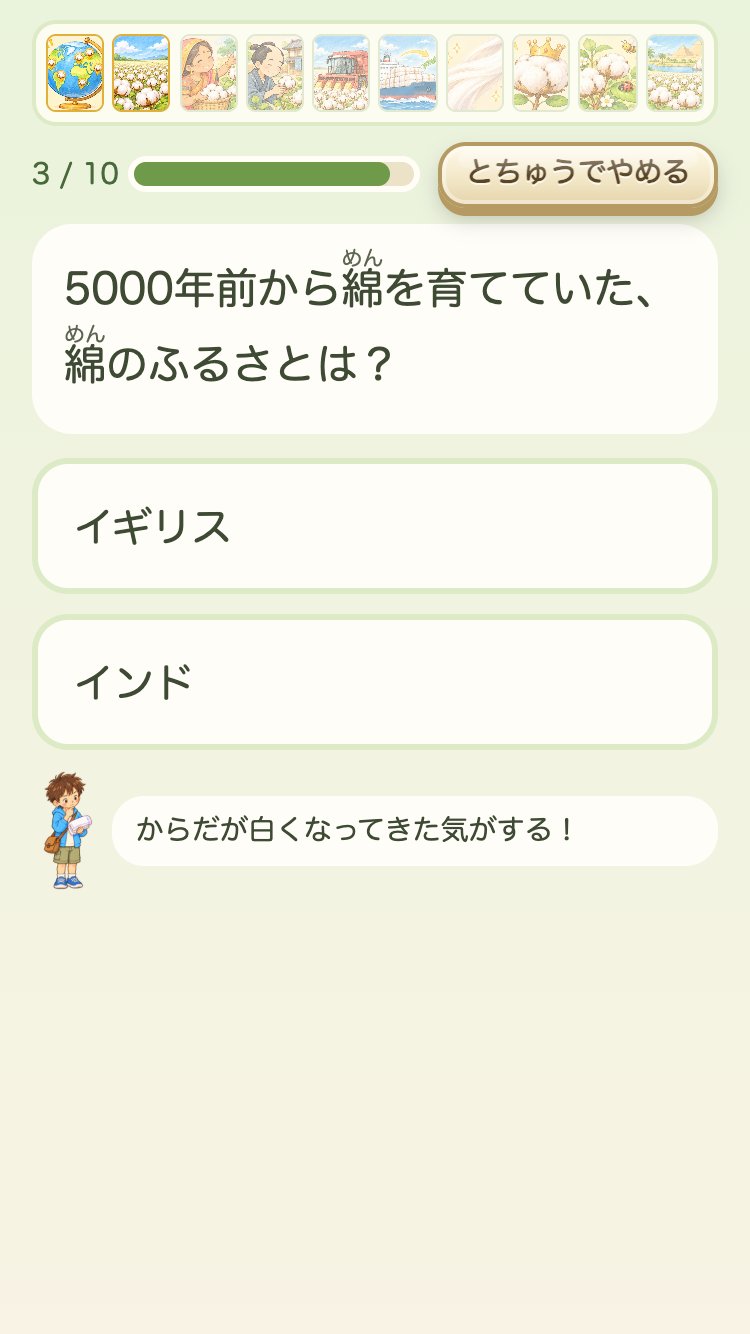 3 / 10
とちゅうでやめる
5000年前から綿を育てていた、
めん
綿のふるさとは？
めん
イギリス
インド
からだが白くなってきた気がする！